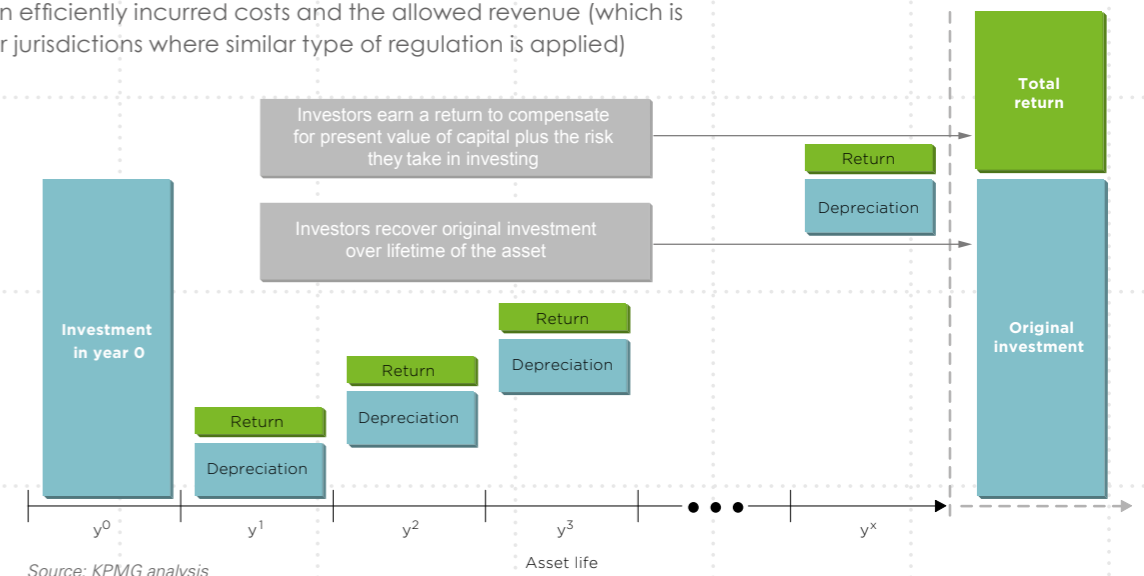 n efficiently incurred costs and the allowed revenue (which is
r jurisdictions where similar type of regulation is applied)
Total
return
Investors earn a return to compensate
for present value of capital plus the risk
they take in investing
Return
Depreciation
Investors recover original investment
over lifetime of the asset
Investment
in year 0
Return
Depreciation
Return
Depreciation
Return
Depreciation
Original
investment
y⁰
y¹
y²
y³
yˣ
Asset life
Source: KPMG analysis